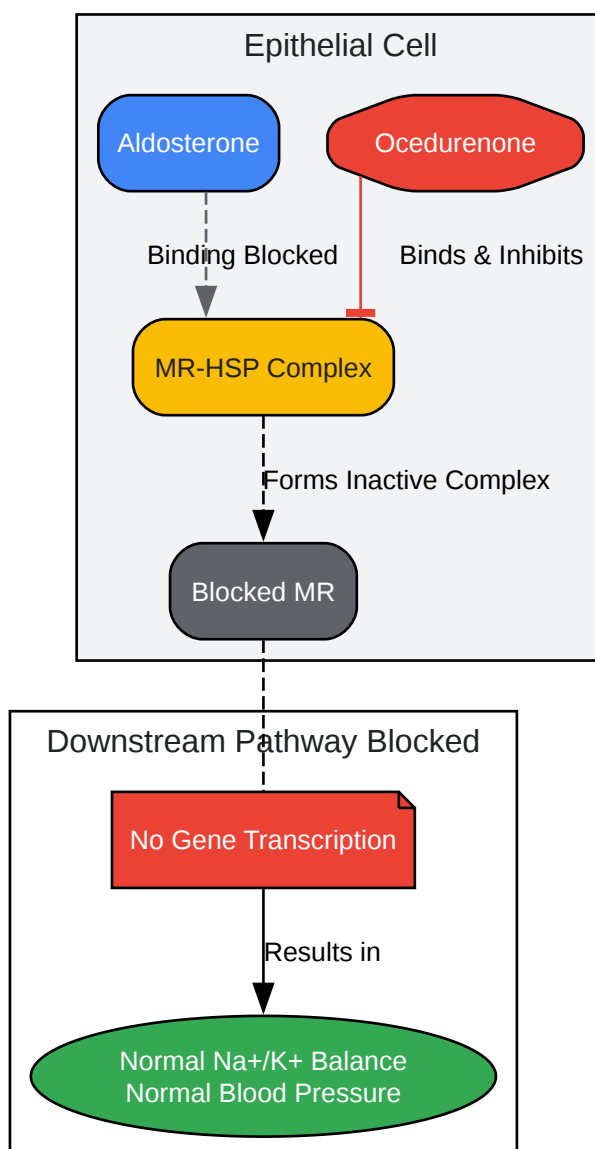 Epithelial Cell
Aldosterone
Ocedurenone
Binding Blocked
Binds & Inhibits
MR-HSP Complex
Forms Inactive Complex
Blocked MR
Downstream Pathway Blocked
No Gene Transcription
Results in
Normal Na+/K+ Balance
Normal Blood Pressure